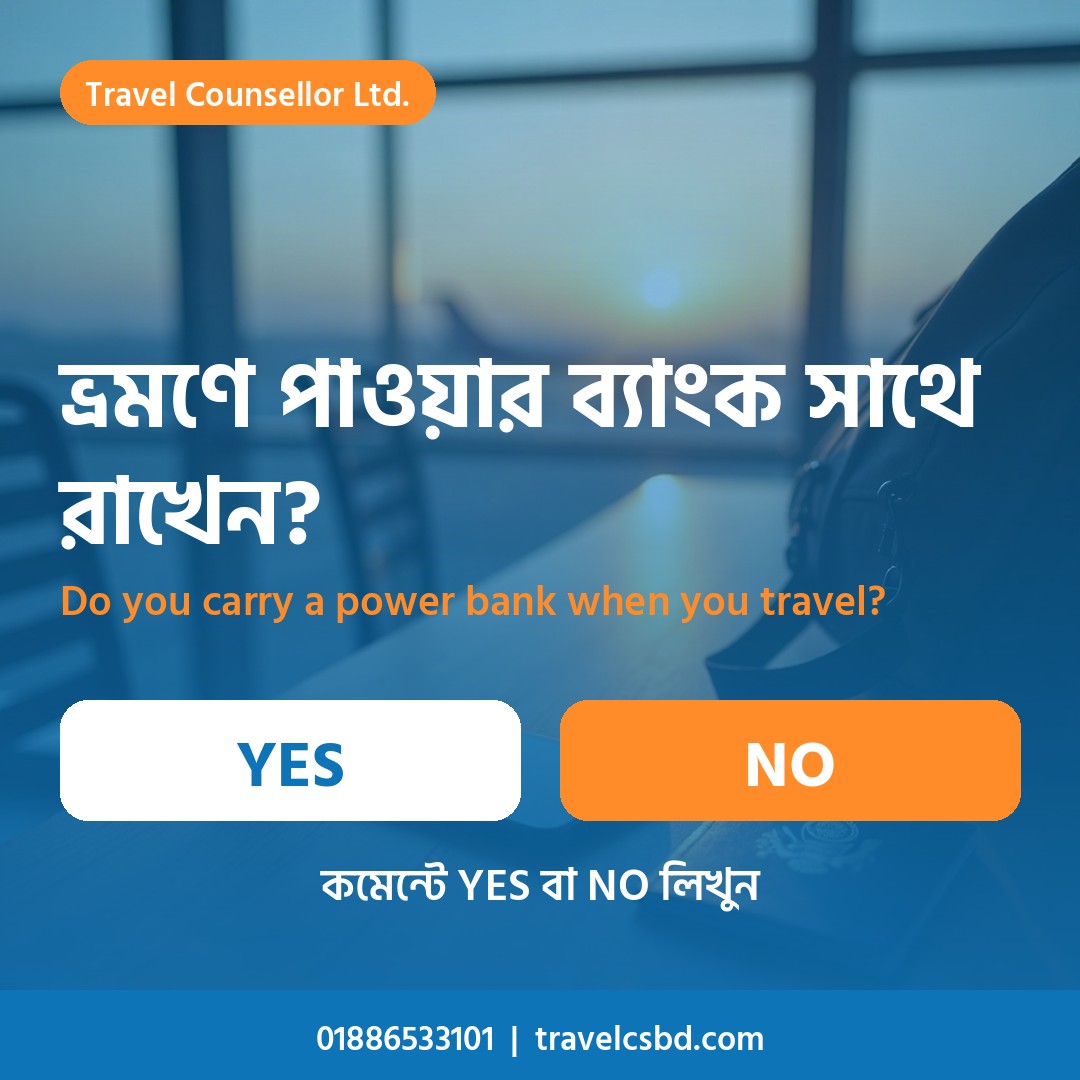 Travel Counsellor Ltd.
ভ্রমণে পাওয়ার ব্যাংক সাথে
রাখেন?
Do you carry a power bank when you travel?
YES
NO
কমেন্টে YES বা NO লিখুন
01886533101 | travelcsbd.com